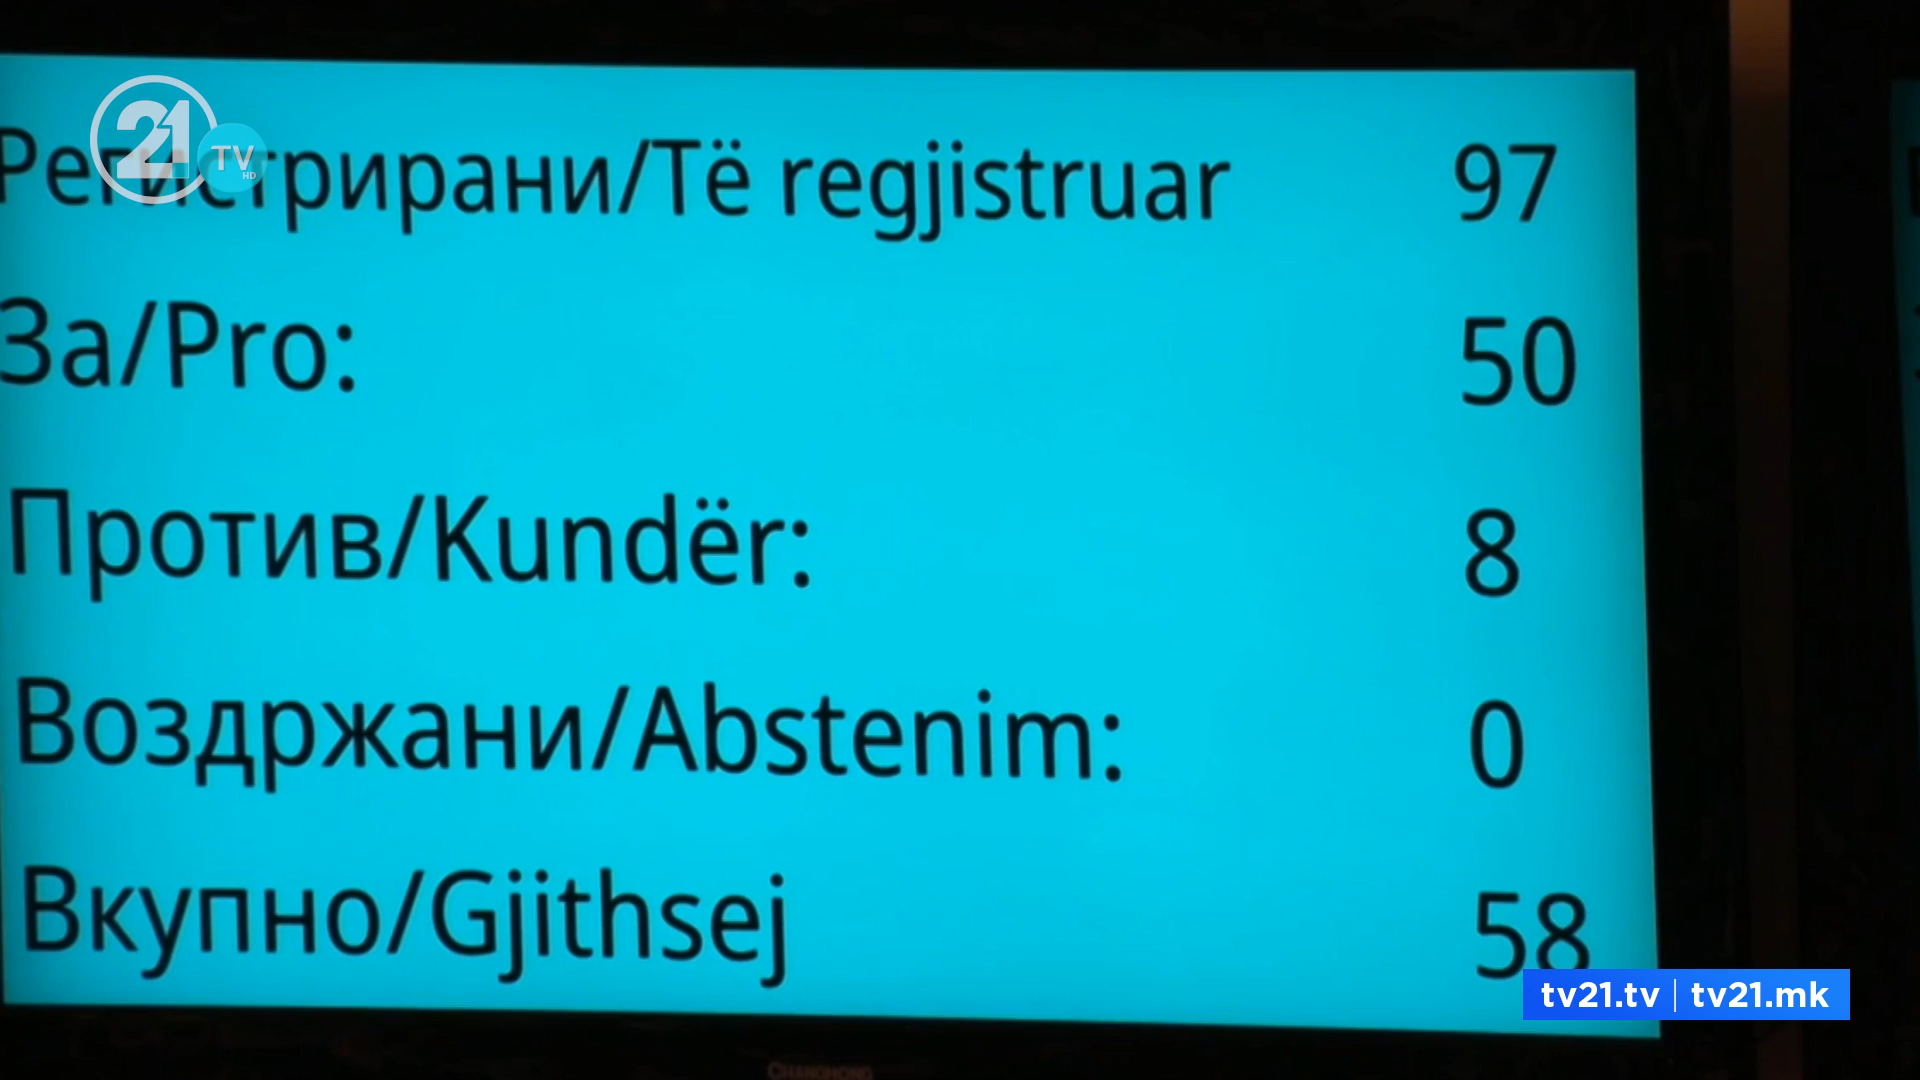 21
TV
HD
Регистрирани/Të regjistruar 97
За/Pro: 50
Против/Kundër: 8
Воздржани/Abstenim: 0
Вкупно/Gjithsej 58
tv21.tv | tv21.mk
CHANGHONG